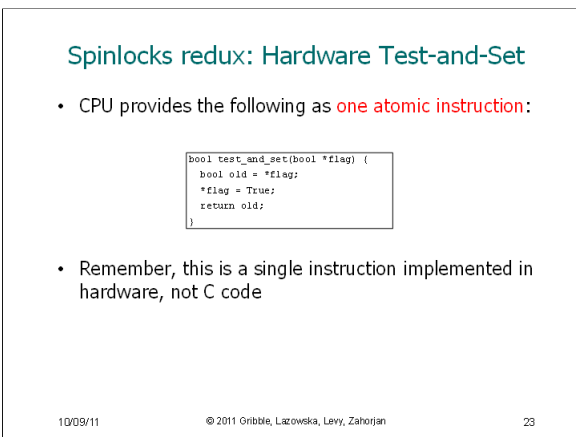 Spinlocks redux: Hardware Test-and-Set
• CPU provides the following as one atomic instruction:
bool test_and_set(bool *flag) {
bool old = *flag;
*flag = True;
return old;
}
• Remember, this is a single instruction implemented in
hardware, not C code
10/09/11
© 2011 Gribble, Lazowska, Levy, Zahorjan
23